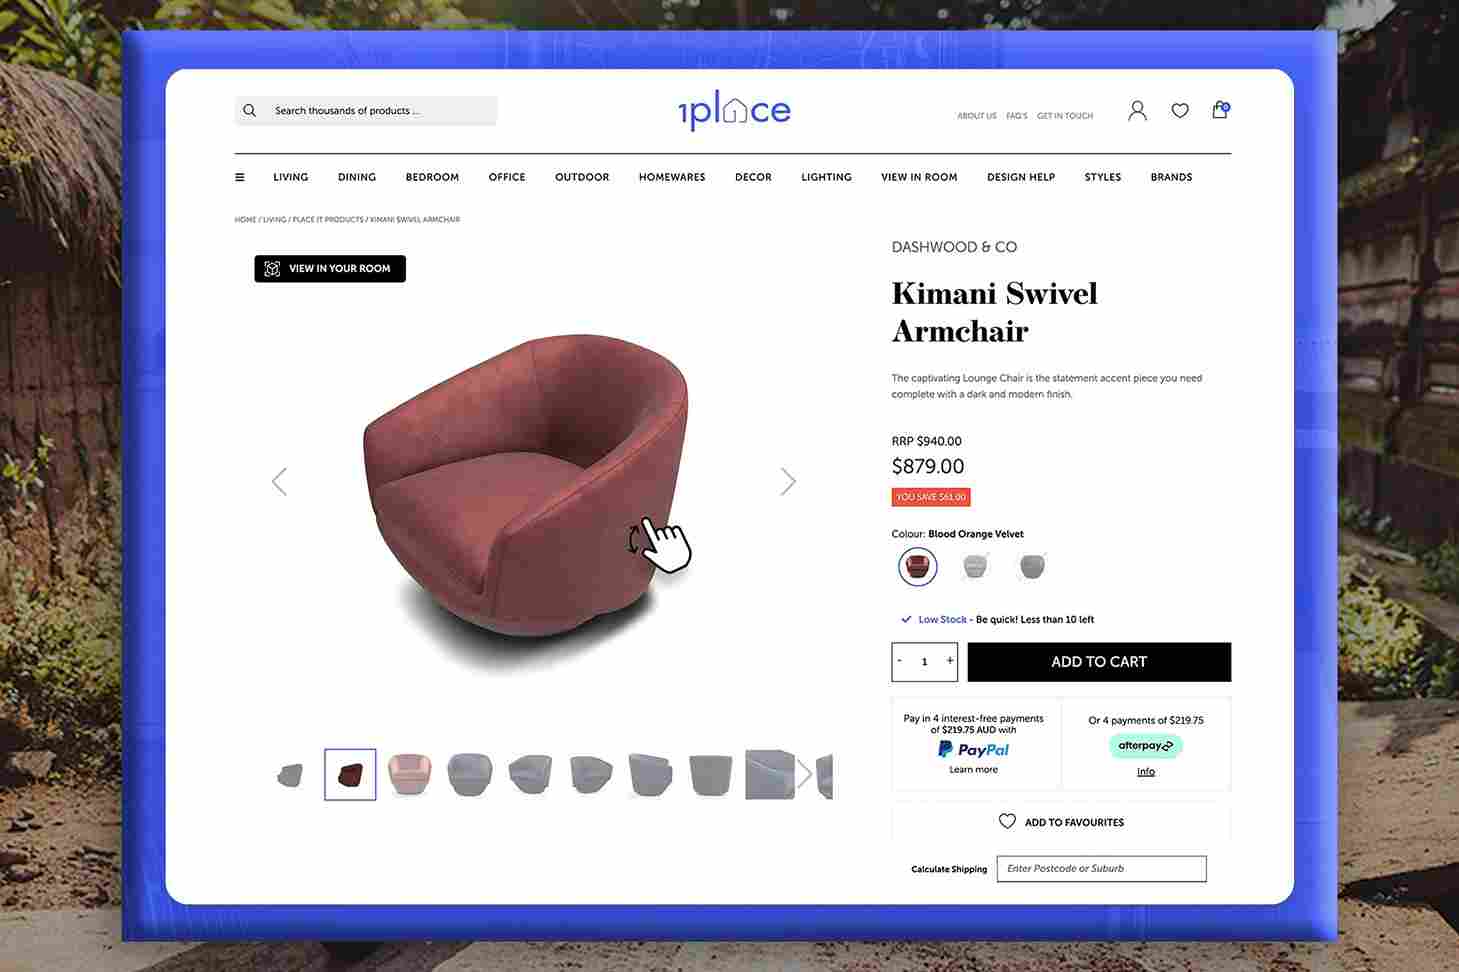 Search thousands of products ...
1place
ABOUT US FAQ'S GET IN TOUCH
0
LIVING DINING BEDROOM OFFICE OUTDOOR HOMEWARES DECOR LIGHTING VIEW IN ROOM DESIGN HELP STYLES BRANDS
HOME / LIVING / PLACE IT PRODUCTS / KIMANI SWIVEL ARMCHAIR
VIEW IN YOUR ROOM
DASHWOOD & CO
Kimani Swivel
Armchair
The captivating Lounge Chair is the statement accent piece you need
complete with a dark and modern finish.
RRP $940.00
$879.00
YOU SAVE $61.00
Colour: Blood Orange Velvet
Low Stock - Be quick! Less than 10 left
- 1 +
ADD TO CART
Pay in 4 interest-free payments
of $219.75 AUD with
PayPal
Learn more
Or 4 payments of $219.75
afterpay
Info
ADD TO FAVOURITES
Calculate Shipping
Enter Postcode or Suburb